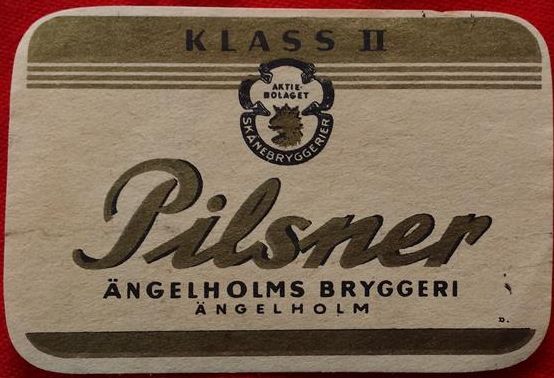 KLASS II
AKTIE-
BOLAGET
SKÅNEBRYGGERIER
Pilsner
ÄNGELHOLMS BRYGGERI
ÄNGELHOLM